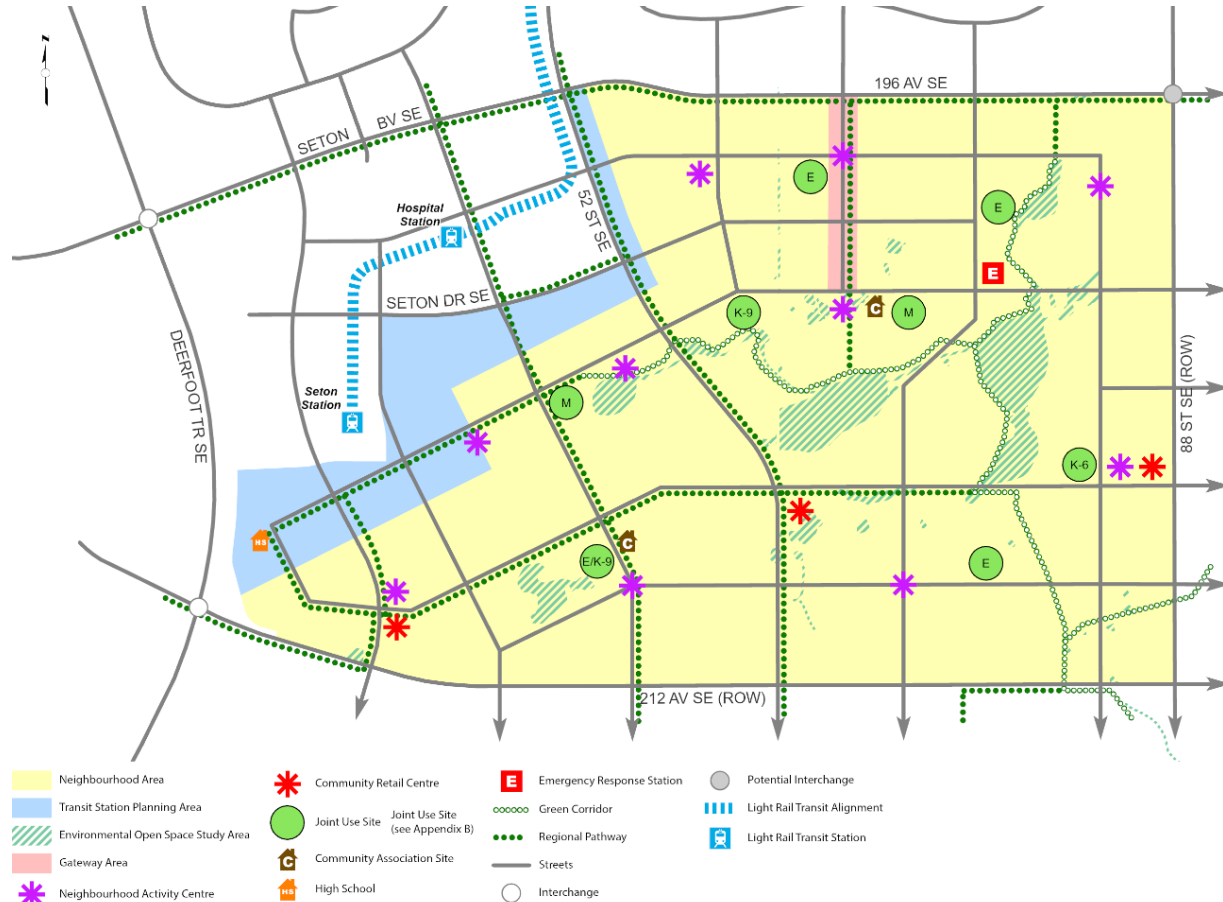 196 AV SE
SETON BV SE
E
E
Hospital
Station
52 ST SE
E
SETON DR SE
K-9
C
M
DEERFOOT TR SE
Seton
Station
M
88 ST SE (ROW)
K-6
HS
C
E/K-9
E
212 AV SE (ROW)
Neighbourhood Area
Transit Station Planning Area
Environmental Open Space Study Area
Gateway Area
Neighbourhood Activity Centre
Community Retail Centre
Joint Use Site
Joint Use Site
(see Appendix B)
C
Community Association Site
HS
High School
E
Emergency Response Station
Green Corridor
Regional Pathway
Streets
Interchange
Potential Interchange
Light Rail Transit Alignment
Light Rail Transit Station